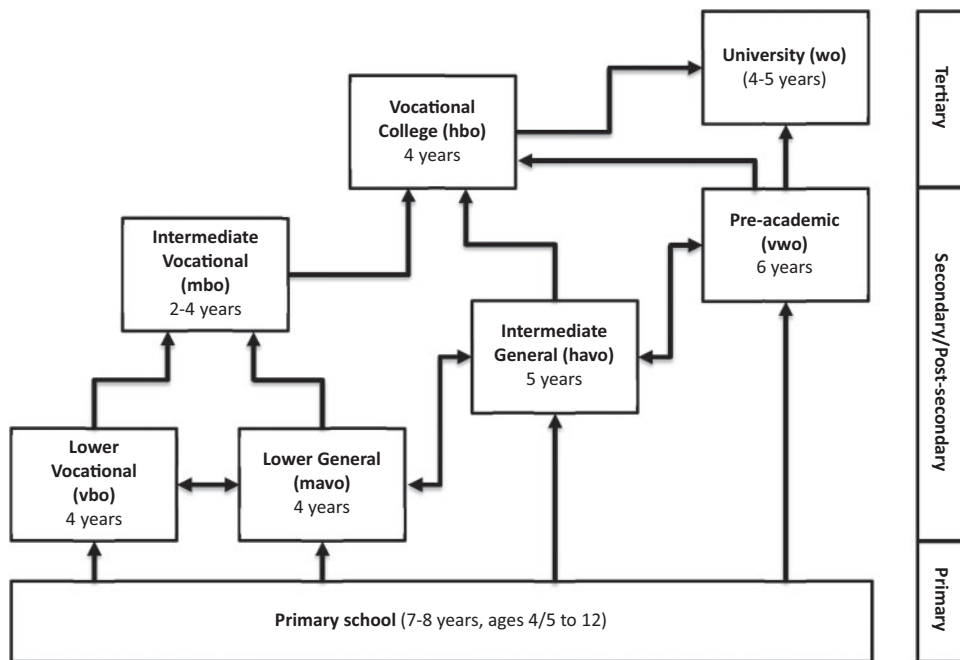 University (wo)
(4-5 years)
Tertiary
Vocational
College (hbo)
4 years
Pre-academic
(vwo)
6 years
Intermediate
Vocational
(mbo)
2-4 years
Secondary/Post-secondary
Intermediate
General (havo)
5 years
Lower
Vocational
(vbo)
4 years
Lower General
(mavo)
4 years
Primary school (7-8 years, ages 4/5 to 12)
Primary